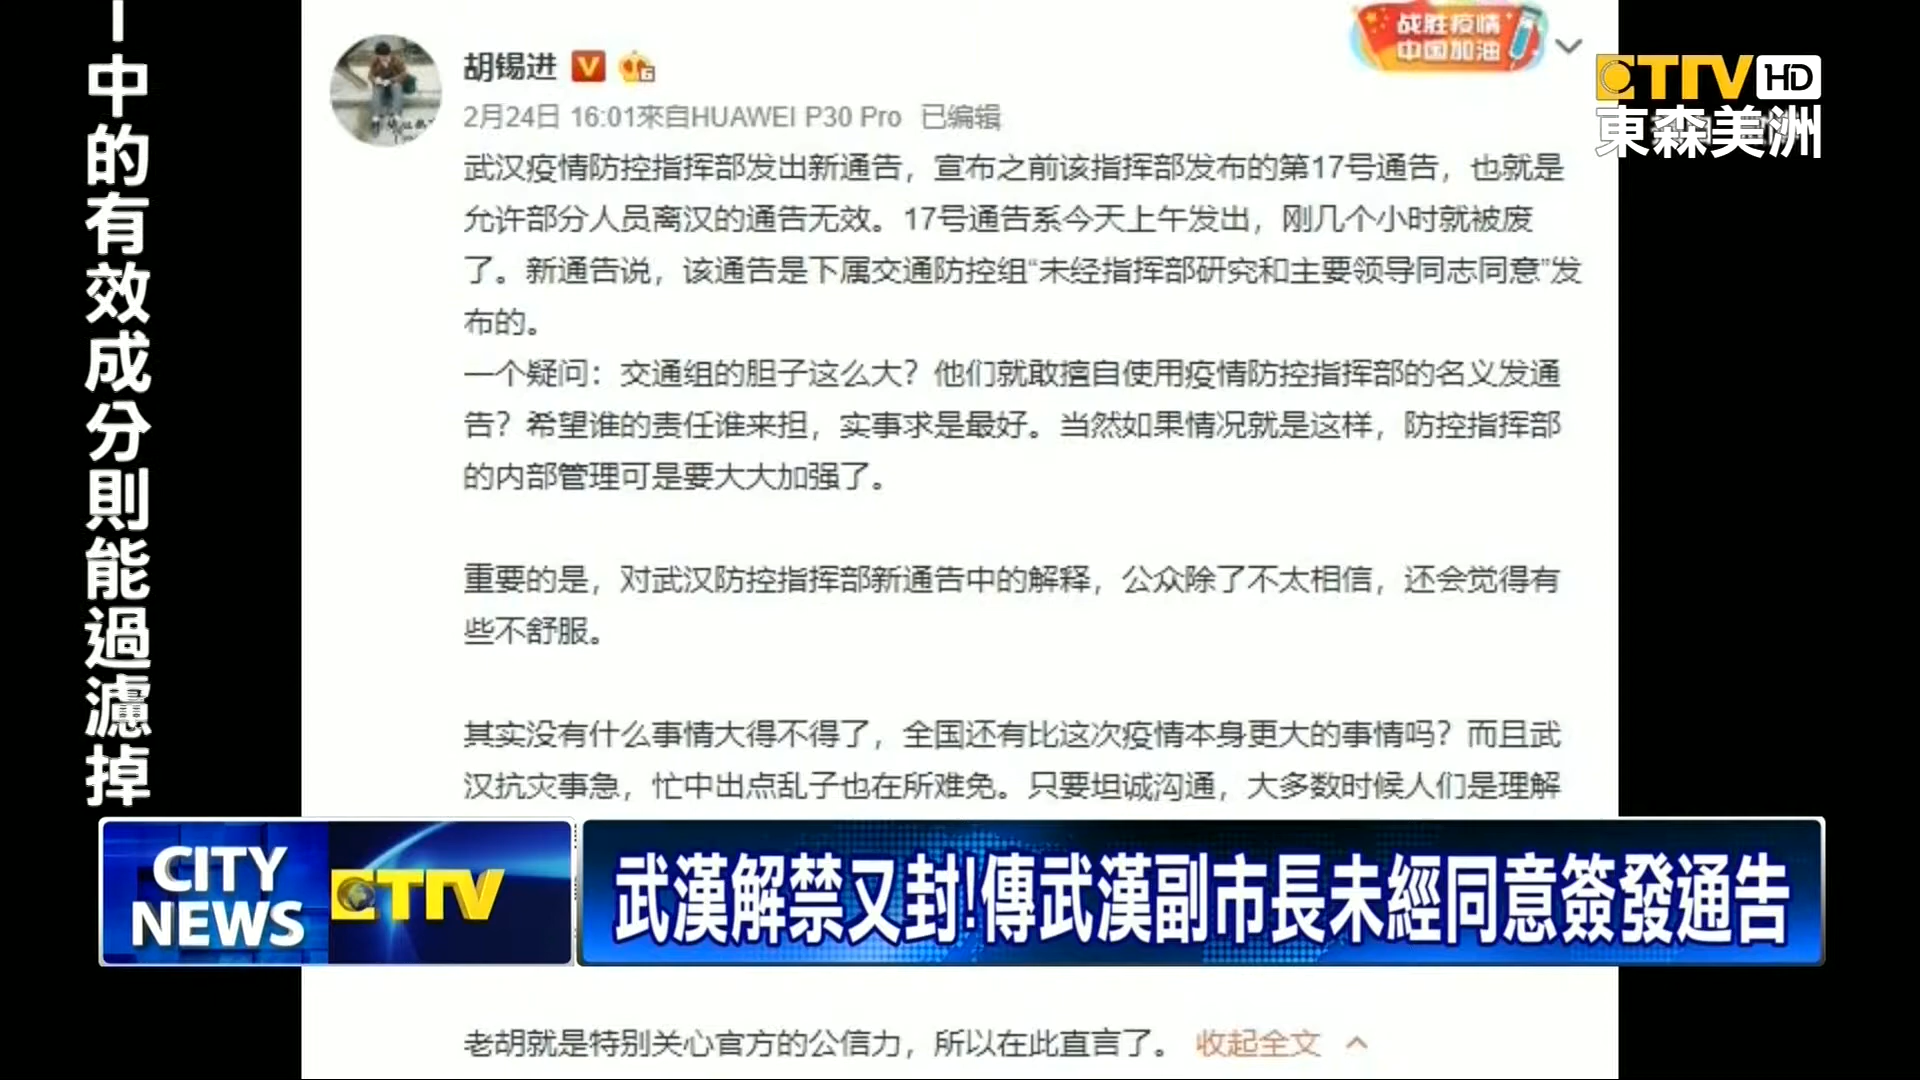 中的有效成分則能過濾掉
胡锡进
战胜疫情
中国加油
2月24日 16:01來自HUAWEI P30 Pro 已编辑
ETTV HD
東森美洲
武汉疫情防控指挥部发出新通告，宣布之前该指挥部发布的第17号通告，也就是
允许部分人员离汉的通告无效。17号通告系今天上午发出，刚几个小时就被废
了。新通告说，该通告是下属交通防控组“未经指挥部研究和主要领导同志同意”发
布的。
一个疑问：交通组的胆子这么大？他们就敢擅自使用疫情防控指挥部的名义发通
告？希望谁的责任谁来担，实事求是最好。当然如果情况就是这样，防控指挥部
的内部管理可是要大大加强了。
重要的是，对武汉防控指挥部新通告中的解释，公众除了不太相信，还会觉得有
些不舒服。
其实没有什么事情大得不得了，全国还有比这次疫情本身更大的事情吗？而且武
汉抗灾事急，忙中出点乱子也在所难免。只要坦诚沟通，大多数时候人们是理解
CITY
NEWS
ETTV
武漢解禁又封!傳武漢副市長未經同意簽發通告
老胡就是特别关心官方的公信力，所以在此直言了。 收起全文